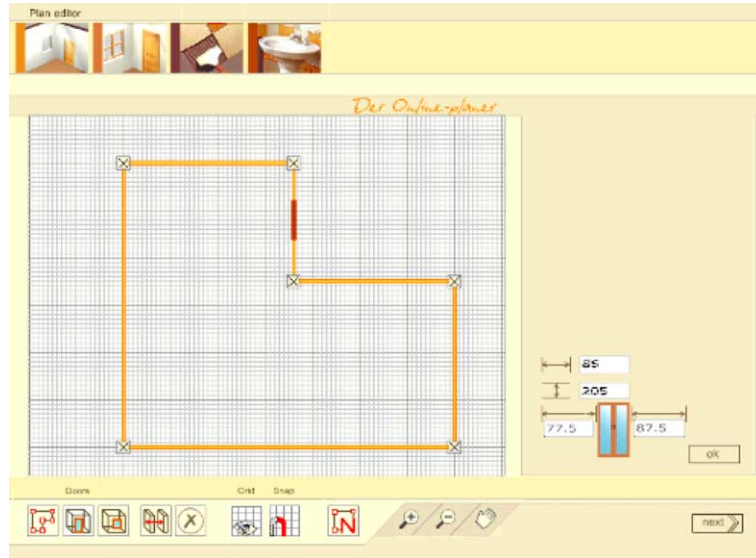 Plan editor
Der Online-planer
85
205
77.5
87.5
ok
Doors
Grid
Snap
N
next